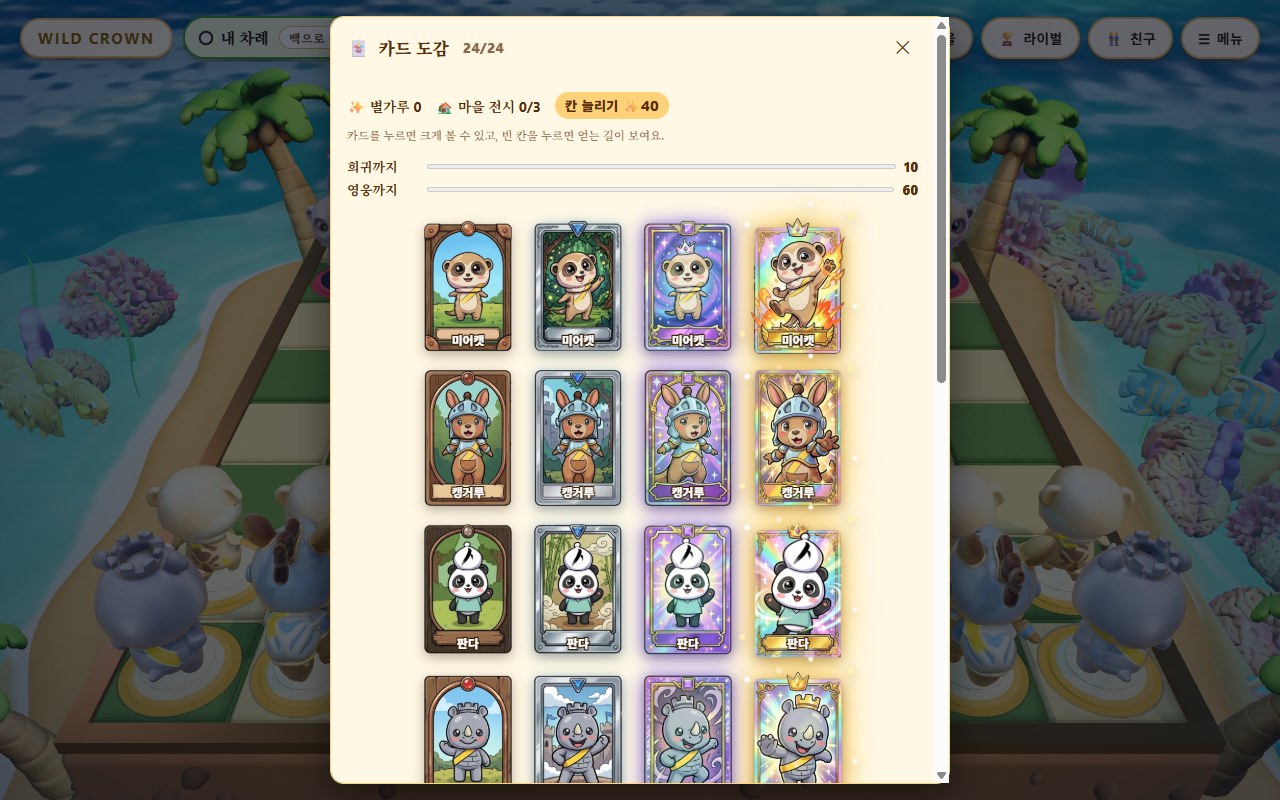 WILD CROWN
내 차례
백으로
라이벌
친구
☰ 메뉴
카드 도감 24/24
별가루 0
마을 전시 0/3
칸 늘리기 ✨ 40
카드를 누르면 크게 볼 수 있고, 빈 칸을 누르면 얻는 길이 보여요.
희귀까지 10
영웅까지 60
미어캣 미어캣 미어캣 미어캣
캥거루 캥거루 캥거루 캥거루
판다 판다 판다 판다